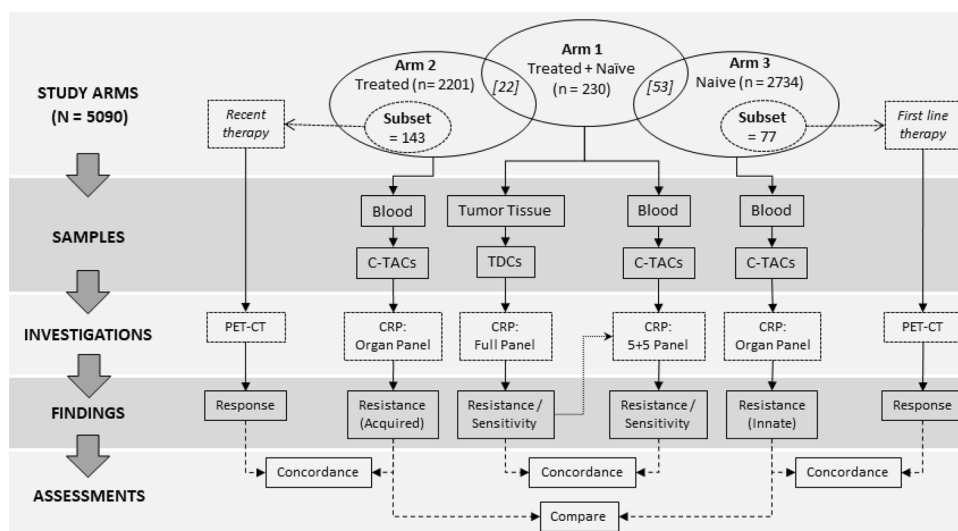 STUDY ARMS
(N = 5090)
Arm 2
Treated (n= 2201)
Subset
= 143
[22]
Arm 1
Treated + Naïve
(n = 230)
[53]
Arm 3
Naive (n = 2734)
Subset
= 77
Recent
therapy
First line
therapy
SAMPLES
Blood
Tumor Tissue
Blood
Blood
C-TACs
TDCs
C-TACs
C-TACs
INVESTIGATIONS
PET-CT
CRP:
Organ Panel
CRP:
Full Panel
CRP:
5+5 Panel
CRP:
Organ Panel
PET-CT
FINDINGS
Response
Resistance
(Acquired)
Resistance /
Sensitivity
Resistance /
Sensitivity
Resistance
(Innate)
Response
ASSESSMENTS
Concordance
Concordance
Concordance
Compare